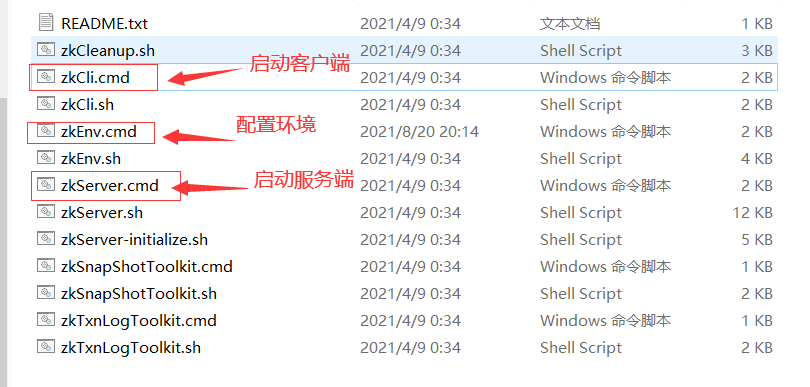 README.txt 2021/4/9 0:34 文本文档 1 KB
zkCleanup.sh 2021/4/9 0:34 Shell Script 3 KB
zkCli.cmd 启动客户端 2021/4/9 0:34 Windows 命令脚本 2 KB
zkCli.sh 2021/4/9 0:34 Shell Script 2 KB
zkEnv.cmd 配置环境 2021/8/20 20:14 Windows 命令脚本 2 KB
zkEnv.sh 2021/4/9 0:34 Shell Script 4 KB
zkServer.cmd 启动服务端 2021/4/9 0:34 Windows 命令脚本 2 KB
zkServer.sh 2021/4/9 0:34 Shell Script 12 KB
zkServer-initialize.sh 2021/4/9 0:34 Shell Script 5 KB
zkSnapShotToolkit.cmd 2021/4/9 0:34 Windows 命令脚本 1 KB
zkSnapShotToolkit.sh 2021/4/9 0:34 Shell Script 2 KB
zkTxnLogToolkit.cmd 2021/4/9 0:34 Windows 命令脚本 1 KB
zkTxnLogToolkit.sh 2021/4/9 0:34 Shell Script 2 KB